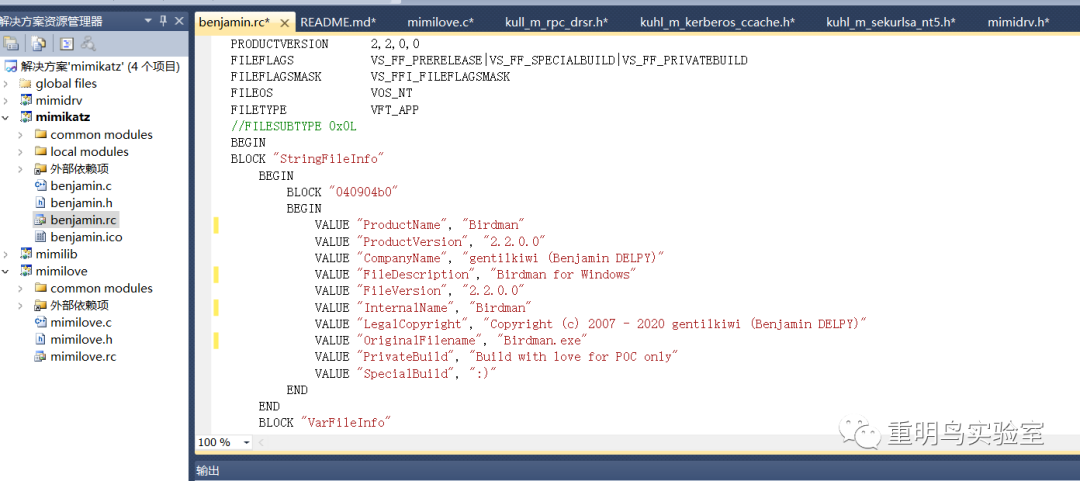 解决方案资源管理器
benjamin.rc* README.md* mimilove.c* kull_m_rpc_drsr.h* kuhl_m_kerberos_ccache.h* kuhl_m_sekurlsa_nt5.h* mimidrv.h*
解决方案'mimikatz' (4 个项目)
global files
mimidrv
mimikatz
common modules
local modules
外部依赖项
benjamin.c
benjamin.h
benjamin.rc
benjamin.ico
mimilib
mimilove
common modules
外部依赖项
mimilove.c
mimilove.h
mimilove.rc
PRODUCTVERSION 2,2,0,0
FILEFLAGS VS_FF_PRERELEASE|VS_FF_SPECIALBUILD|VS_FF_PRIVATEBUILD
FILEFLAGSMASK VS_FFI_FILEFLAGSMASK
FILEOS VOS_NT
FILETYPE VFT_APP
//FILESUBTYPE 0x0L
BEGIN
BLOCK "StringFileInfo"
BEGIN
BLOCK "040904b0"
BEGIN
VALUE "ProductName", "Birdman"
VALUE "ProductVersion", "2.2.0.0"
VALUE "CompanyName", "gentilkiwi (Benjamin DELPY)"
VALUE "FileDescription", "Birdman for Windows"
VALUE "FileVersion", "2.2.0.0"
VALUE "InternalName", "Birdman"
VALUE "LegalCopyright", "Copyright (c) 2007 - 2020 gentilkiwi (Benjamin DELPY)"
VALUE "OriginalFilename", "Birdman.exe"
VALUE "PrivateBuild", "Build with love for POC only"
VALUE "SpecialBuild", ":)"
END
END
BLOCK "VarFileInfo"
100 %
输出
重明鸟实验室